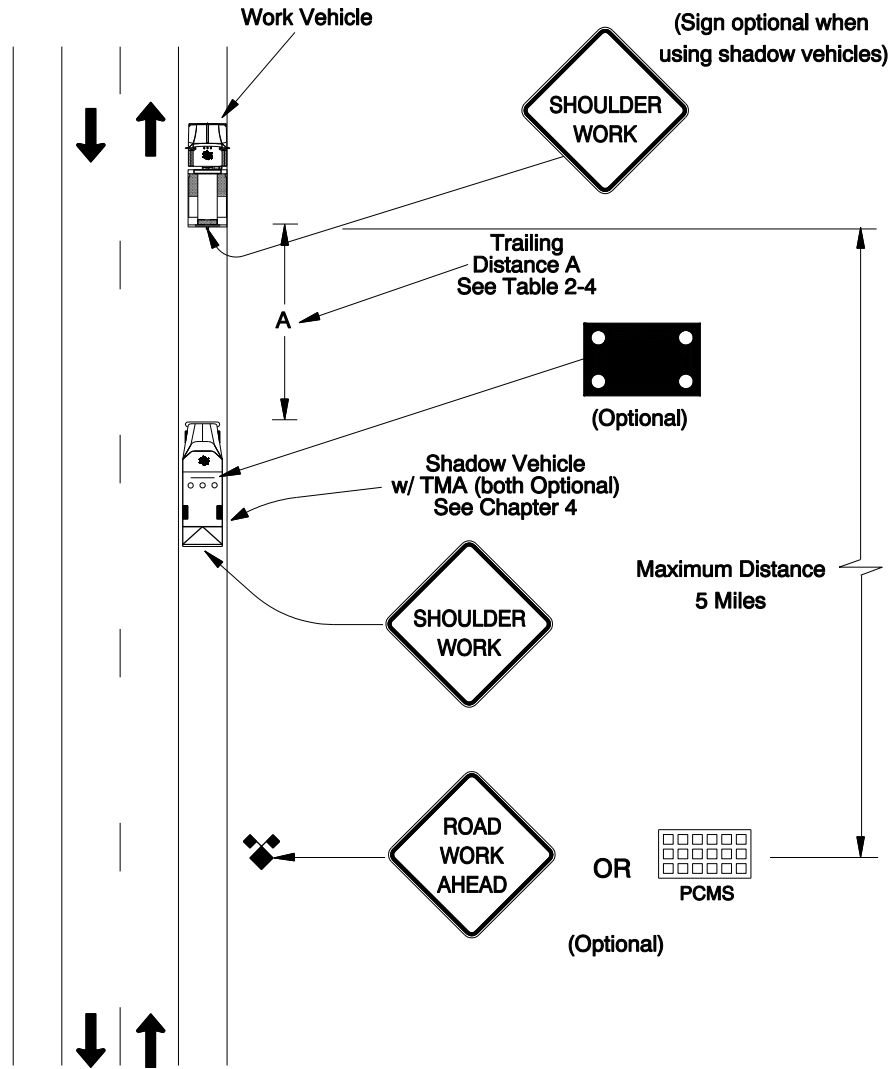 Work Vehicle
(Sign optional when
using shadow vehicles)
SHOULDER
WORK
Trailing
Distance A
See Table 2-4
A
(Optional)
Shadow Vehicle
w/ TMA (both Optional)
See Chapter 4
Maximum Distance
5 Miles
SHOULDER
WORK
ROAD
WORK
AHEAD
OR
PCMS
(Optional)